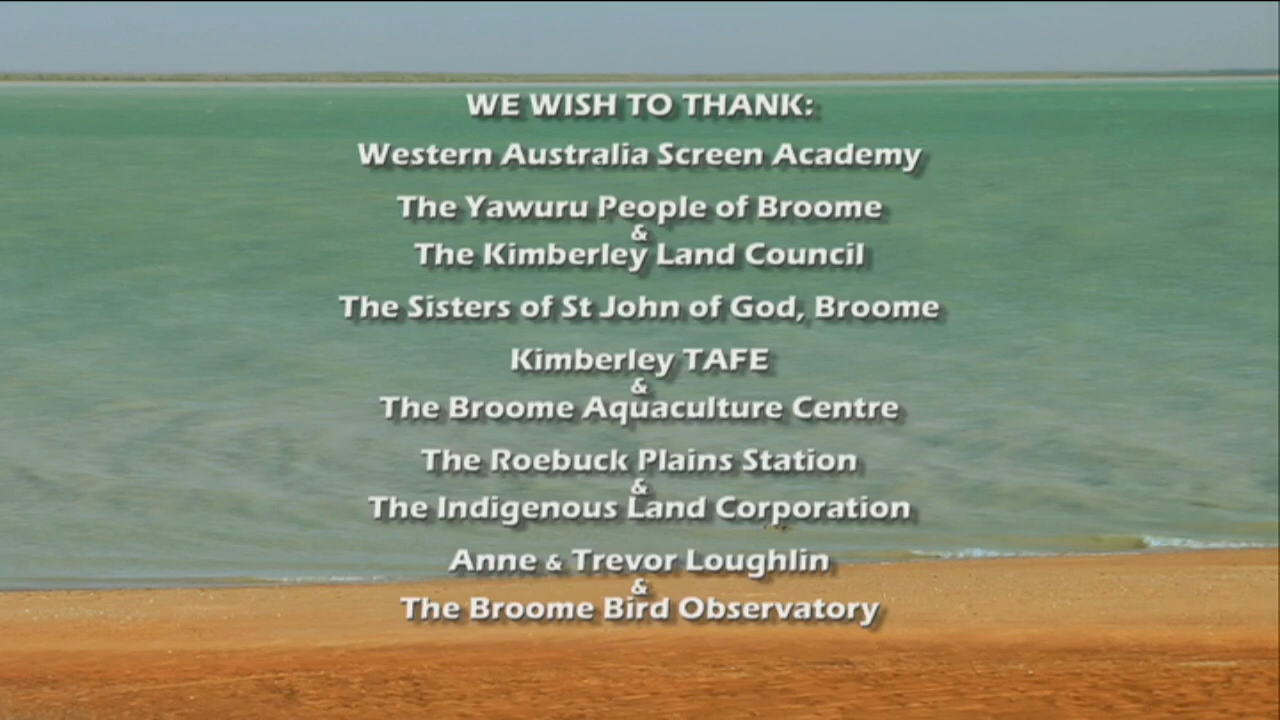 WE WISH TO THANK:
Western Australia Screen Academy
The Yawuru People of Broome
&
The Kimberley Land Council
The Sisters of St John of God, Broome
Kimberley TAFE
&
The Broome Aquaculture Centre
The Roebuck Plains Station
&
The Indigenous Land Corporation
Anne & Trevor Loughlin
&
The Broome Bird Observatory